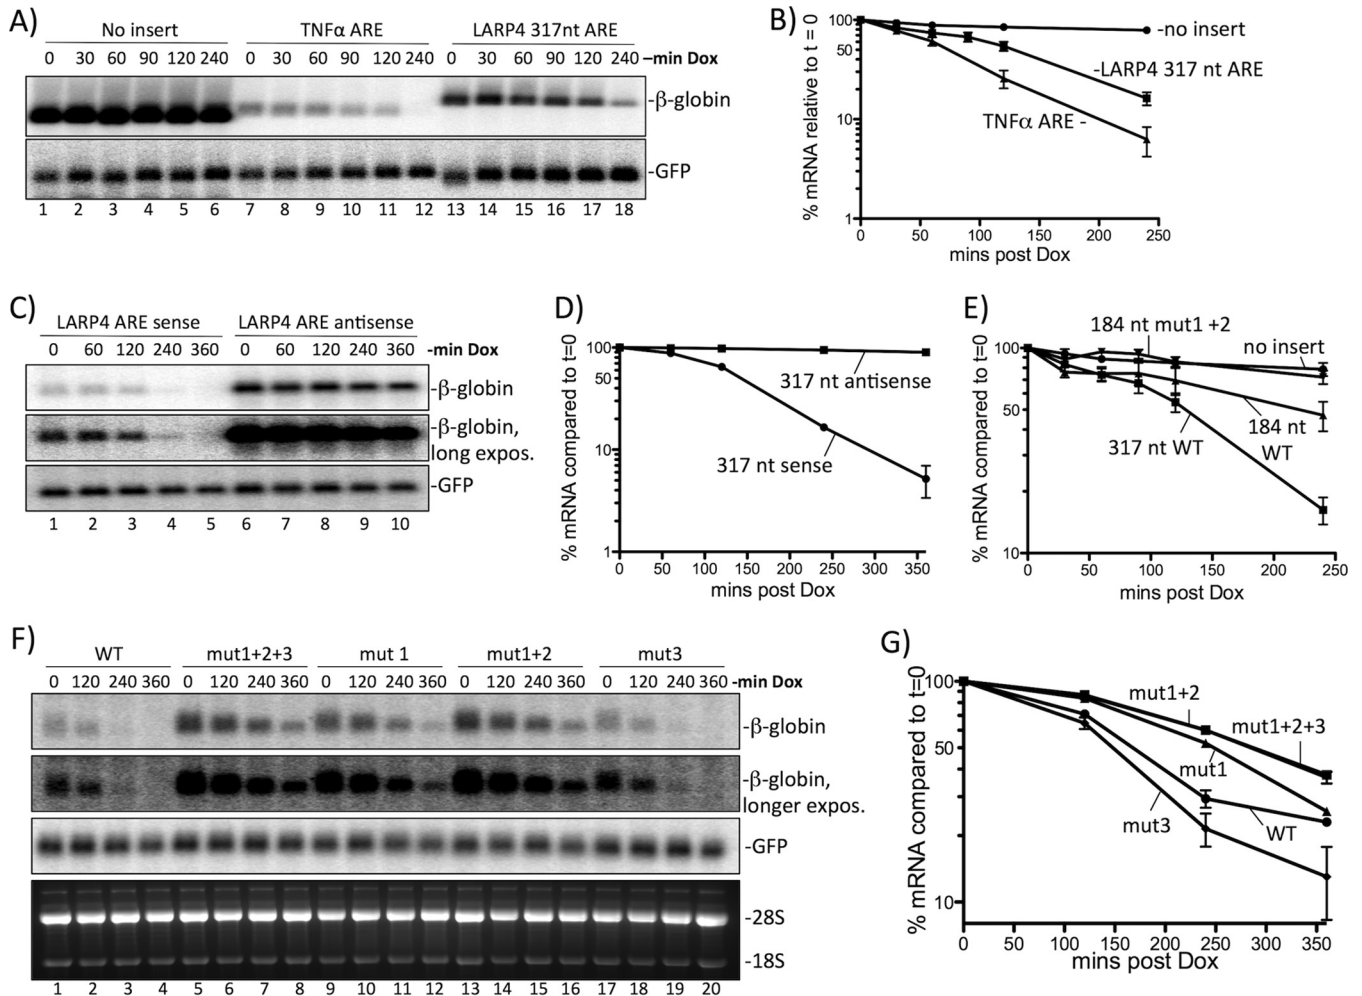 A)
No insert TNFα ARE LARP4 317nt ARE
0 30 60 90 120 240 0 30 60 90 120 240 0 30 60 90 120 240 –min Dox
-β-globin
-GFP
1 2 3 4 5 6 7 8 9 10 11 12 13 14 15 16 17 18
B)
% mRNA relative to t = 0
100
50
10
1
-no insert
-LARP4 317 nt ARE
TNFα ARE -
0 50 100 150 200 250
mins post Dox
C)
LARP4 ARE sense LARP4 ARE antisense
0 60 120 240 360 0 60 120 240 360 -min Dox
-β-globin
-β-globin,
long expos.
-GFP
1 2 3 4 5 6 7 8 9 10
D)
% mRNA compared to t=0
100
50
10
1
317 nt antisense
317 nt sense
0 50 100 150 200 250 300 350
mins post Dox
E)
% mRNA compared to t=0
100
50
10
184 nt mut1 +2
no insert
184 nt
WT
317 nt WT
0 50 100 150 200 250
mins post Dox
F)
WT mut1+2+3 mut 1 mut1+2 mut3
0 120 240 360 0 120 240 360 0 120 240 360 0 120 240 360 0 120 240 360 -min Dox
-β-globin
-β-globin,
longer expos.
-GFP
-28S
-18S
1 2 3 4 5 6 7 8 9 10 11 12 13 14 15 16 17 18 19 20
G)
% mRNA compared to t=0
100
50
10
mut1+2
mut1+2+3
mut1
mut3
WT
0 50 100 150 200 250 300 350
mins post Dox